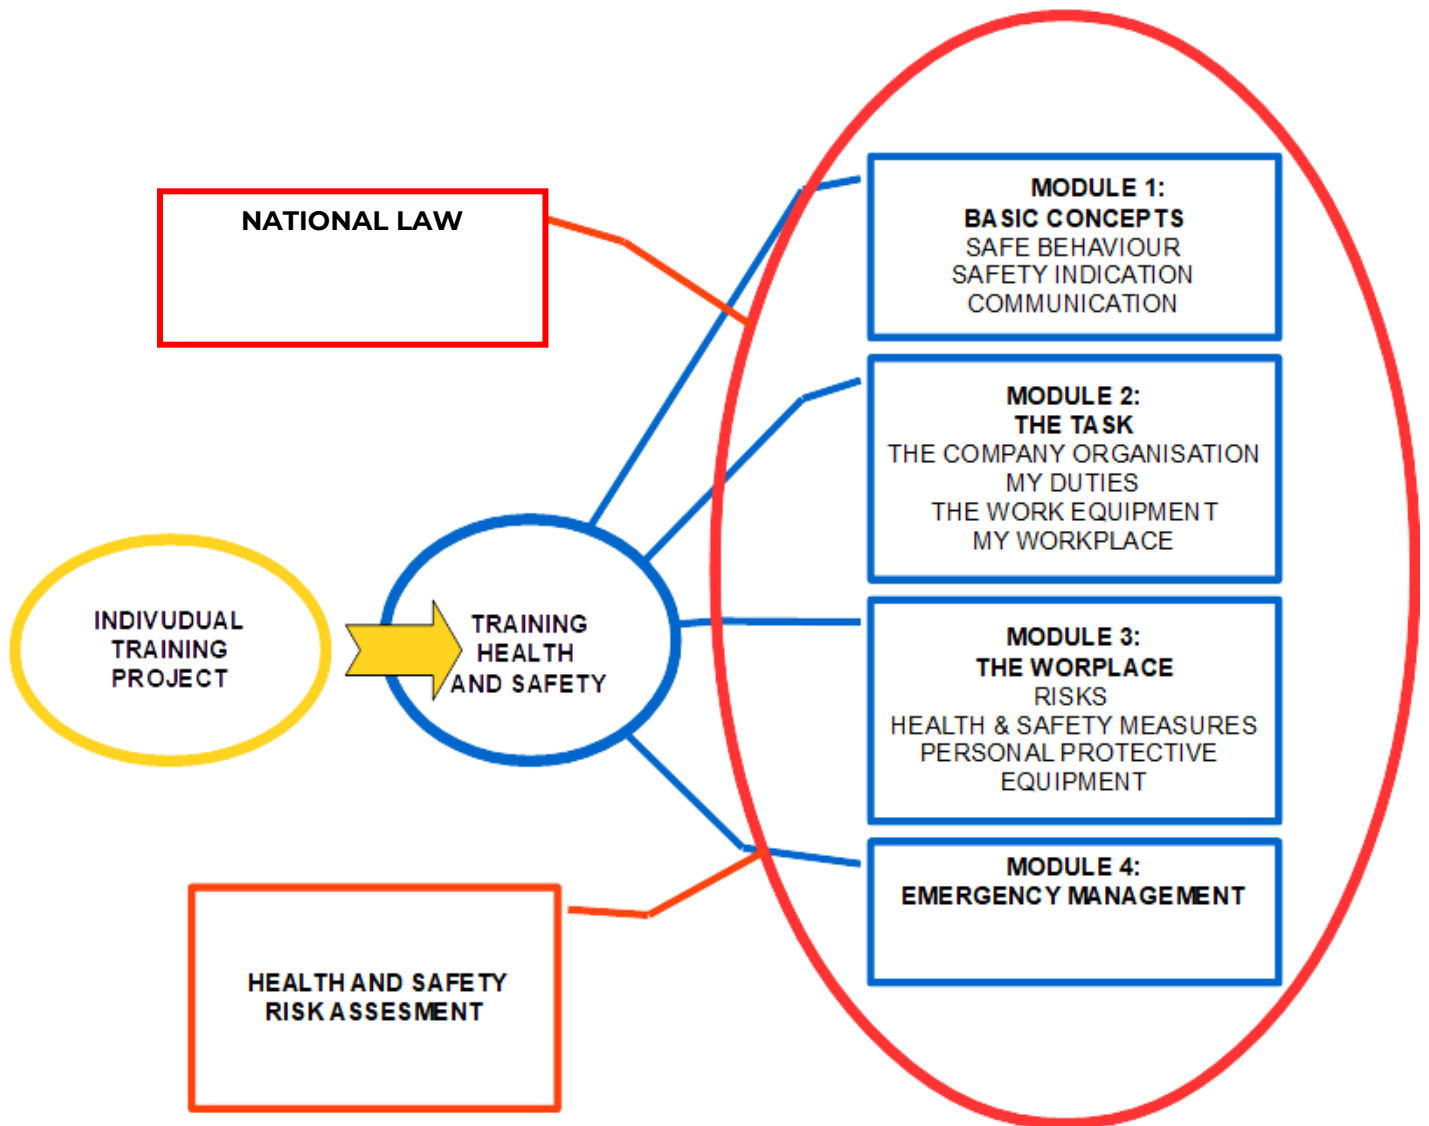 NATIONAL LAW
INDIVUDUAL
TRAINING
PROJECT
TRAINING
HEALTH
AND SAFETY
HEALTH AND SAFETY
RISK ASSESMENT
MODULE 1:
BASIC CONCEPTS
SAFE BEHAVIOUR
SAFETY INDICATION
COMMUNICATION
MODULE 2:
THE TASK
THE COMPANY ORGANISATION
MY DUTIES
THE WORK EQUIPMENT
MY WORKPLACE
MODULE 3:
THE WORPLACE
RISKS
HEALTH & SAFETY MEASURES
PERSONAL PROTECTIVE
EQUIPMENT
MODULE 4:
EMERGENCY MANAGEMENT